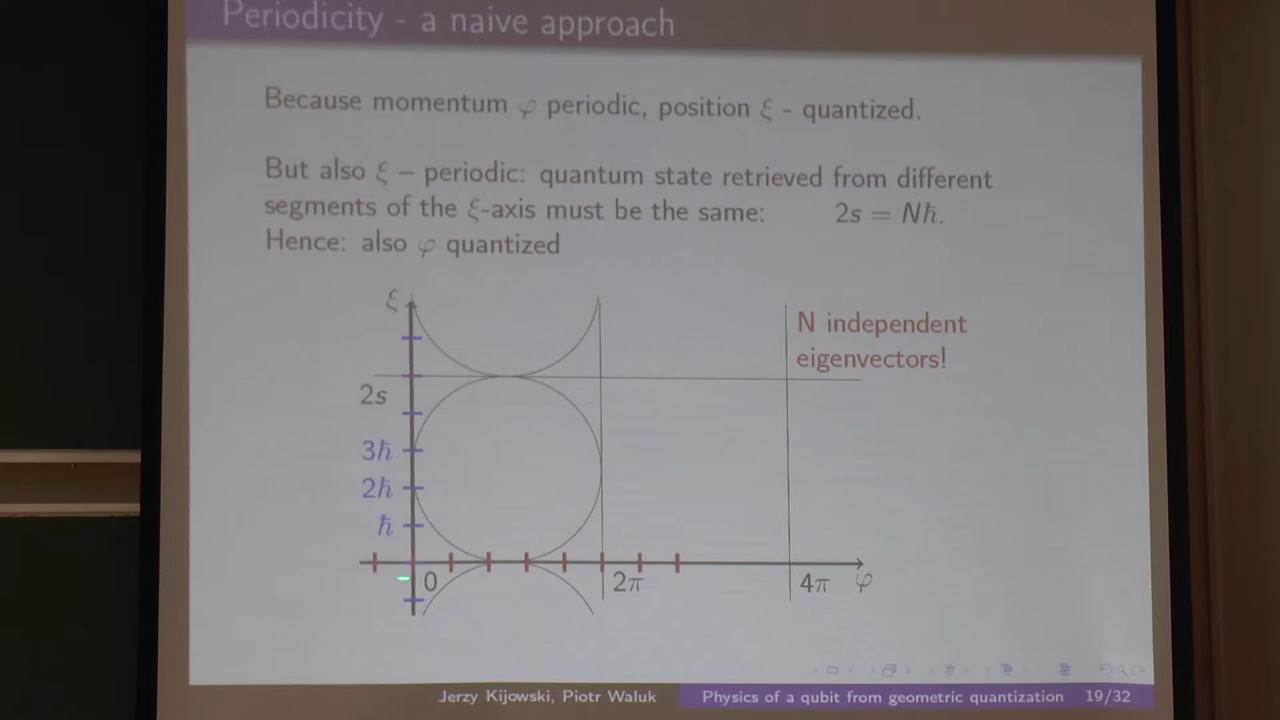 Periodicity - a naive approach
Because momentum φ periodic, position ξ - quantized.
But also ξ – periodic: quantum state retrieved from different
segments of the ξ-axis must be the same: 2s = Nℏ.
Hence: also φ quantized
ξ
N independent
eigenvectors!
2s
3ℏ
2ℏ
ℏ
0
2π
4π
φ
Jerzy Kijowski, Piotr Waluk
Physics of a qubit from geometric quantization
19/32